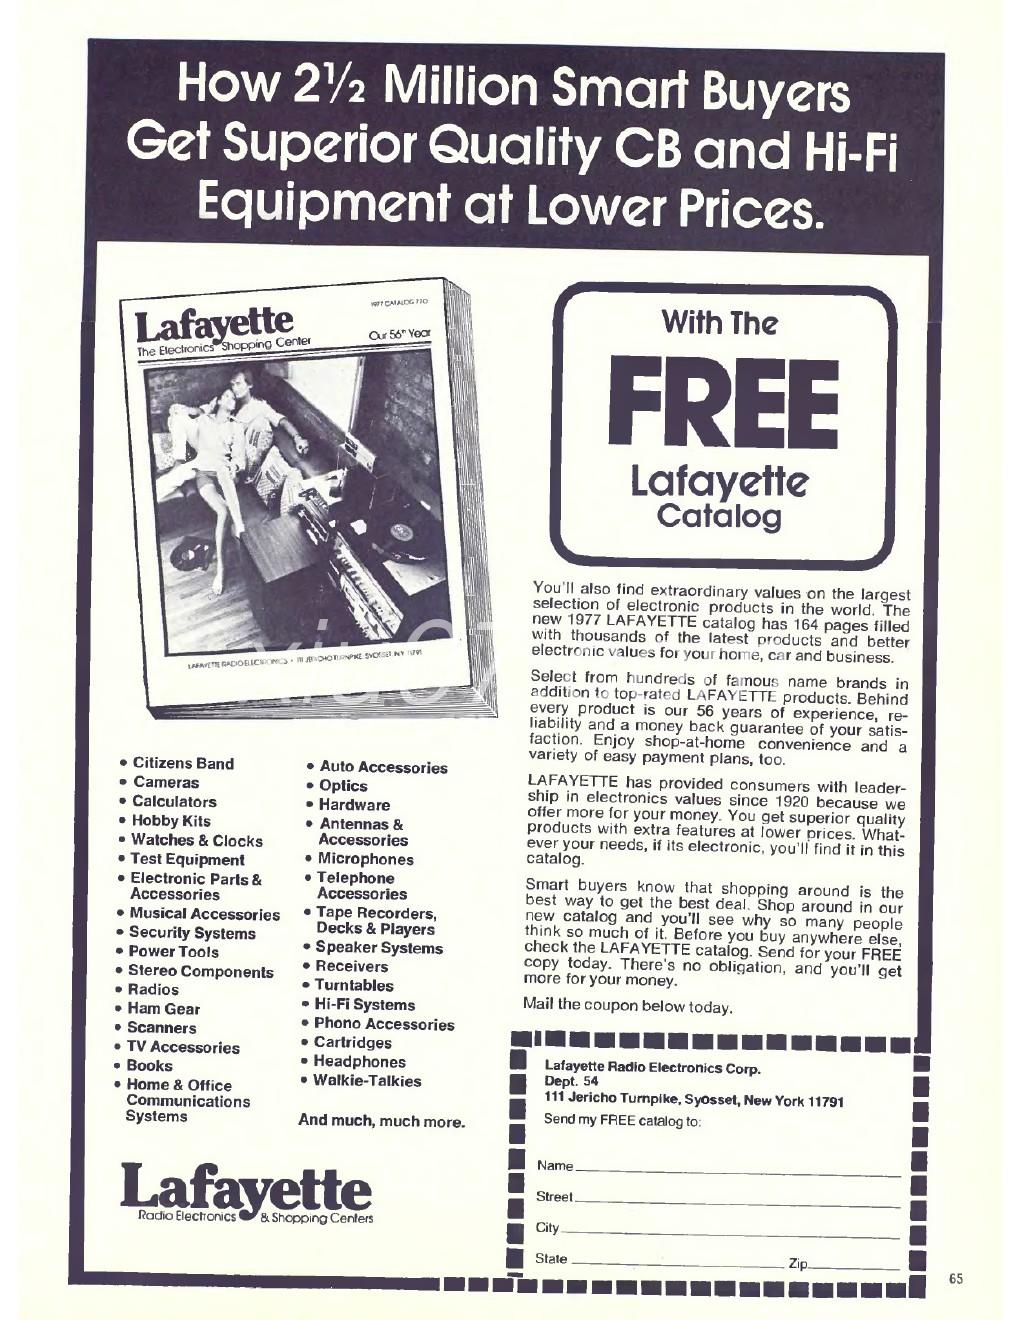 How 2½ Million Smart Buyers
Get Superior Quality CB and Hi-Fi
Equipment at Lower Prices.
1977 CATALOG 770
Lafayette
The Electronics Shopping Center
Our 56th Year
LAFAYETTE RADIO ELECTRONICS • 111 JERICHO TURNPIKE, SYOSSET, N.Y. 11791
With The
FREE
Lafayette
Catalog
You'll also find extraordinary values on the largest
selection of electronic products in the world. The
new 1977 LAFAYETTE catalog has 164 pages filled
with thousands of the latest products and better
electronic values for your home, car and business.
Select from hundreds of famous name brands in
addition to top-rated LAFAYETTE products. Behind
every product is our 56 years of experience, re-
liability and a money back guarantee of your satis-
faction. Enjoy shop-at-home convenience and a
variety of easy payment plans, too.
LAFAYETTE has provided consumers with leader-
ship in electronics values since 1920 because we
offer more for your money. You get superior quality
products with extra features at lower prices. What-
ever your needs, if its electronic, you'll find it in this
catalog.
Smart buyers know that shopping around is the
best way to get the best deal. Shop around in our
new catalog and you'll see why so many people
think so much of it. Before you buy anywhere else,
check the LAFAYETTE catalog. Send for your FREE
copy today. There's no obligation, and you'll get
more for your money.
Mail the coupon below today.
• Citizens Band
• Cameras
• Calculators
• Hobby Kits
• Watches & Clocks
• Test Equipment
• Electronic Parts &
Accessories
• Musical Accessories
• Security Systems
• Power Tools
• Stereo Components
• Radios
• Ham Gear
• Scanners
• TV Accessories
• Books
• Home & Office
Communications
Systems
• Auto Accessories
• Optics
• Hardware
• Antennas &
Accessories
• Microphones
• Telephone
Accessories
• Tape Recorders,
Decks & Players
• Speaker Systems
• Receivers
• Turntables
• Hi-Fi Systems
• Phono Accessories
• Cartridges
• Headphones
• Walkie-Talkies
And much, much more.
Lafayette
Radio Electronics & Shopping Centers
Lafayette Radio Electronics Corp.
Dept. 54
111 Jericho Turnpike, Syosset, New York 11791
Send my FREE catalog to:
Name
Street
City
State Zip
65